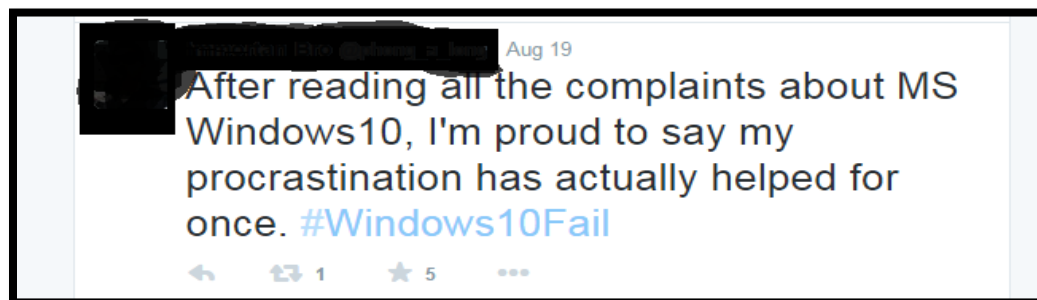 Aug 19
After reading all the complaints about MS
Windows10, I'm proud to say my
procrastination has actually helped for
once. #Windows10Fail
1 5